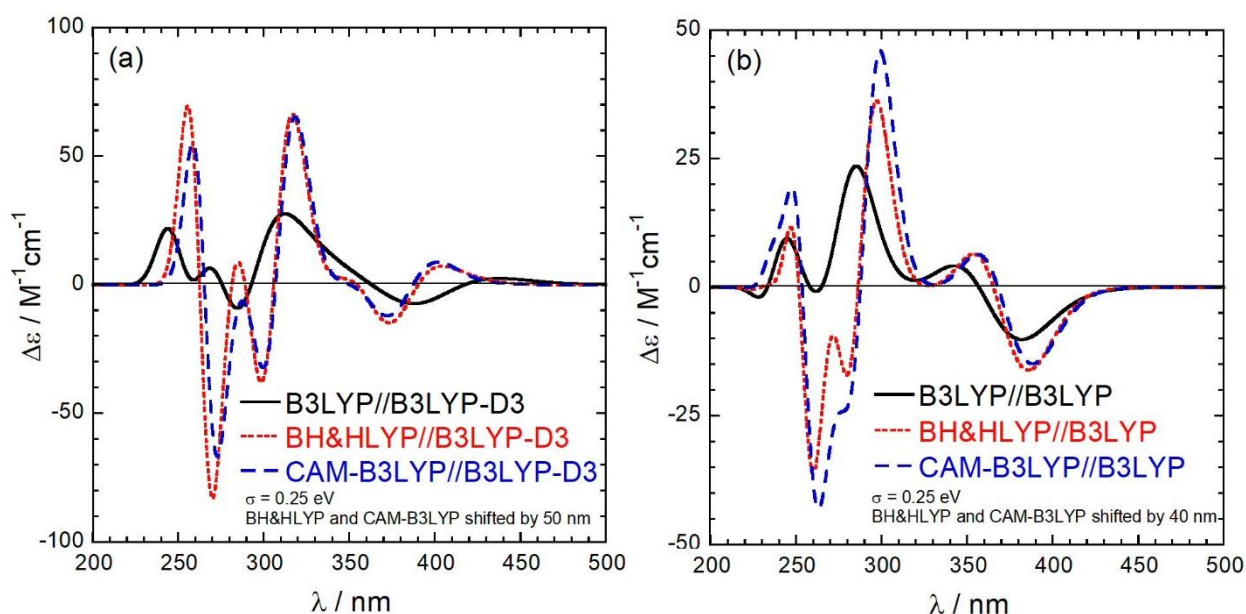 (a)
100
50
0
-50
-100
Δε / M⁻¹cm⁻¹
B3LYP//B3LYP-D3
BH&HLYP//B3LYP-D3
CAM-B3LYP//B3LYP-D3
σ = 0.25 eV
BH&HLYP and CAM-B3LYP shifted by 50 nm
200 250 300 350 400 450 500
λ / nm
(b)
50
25
0
-25
-50
Δε / M⁻¹cm⁻¹
B3LYP//B3LYP
BH&HLYP//B3LYP
CAM-B3LYP//B3LYP
σ = 0.25 eV
BH&HLYP and CAM-B3LYP shifted by 40 nm
200 250 300 350 400 450 500
λ / nm